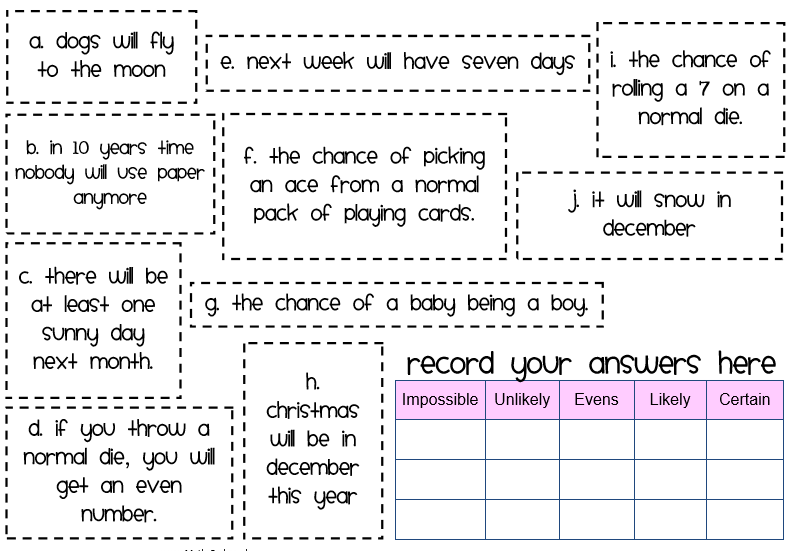 a. dogs will fly
to the moon
e. next week will have seven days
i. the chance of
rolling a 7 on a
normal die.
b. in 10 years time
nobody will use paper
anymore
f. the chance of picking
an ace from a normal
pack of playing cards.
j. it will snow in
december
c. there will be
at least one
sunny day
next month.
g. the chance of a baby being a boy.
h.
christmas
will be in
december
this year
d. if you throw a
normal die, you will
get an even
number.
record your answers here
Impossible Unlikely Evens Likely Certain